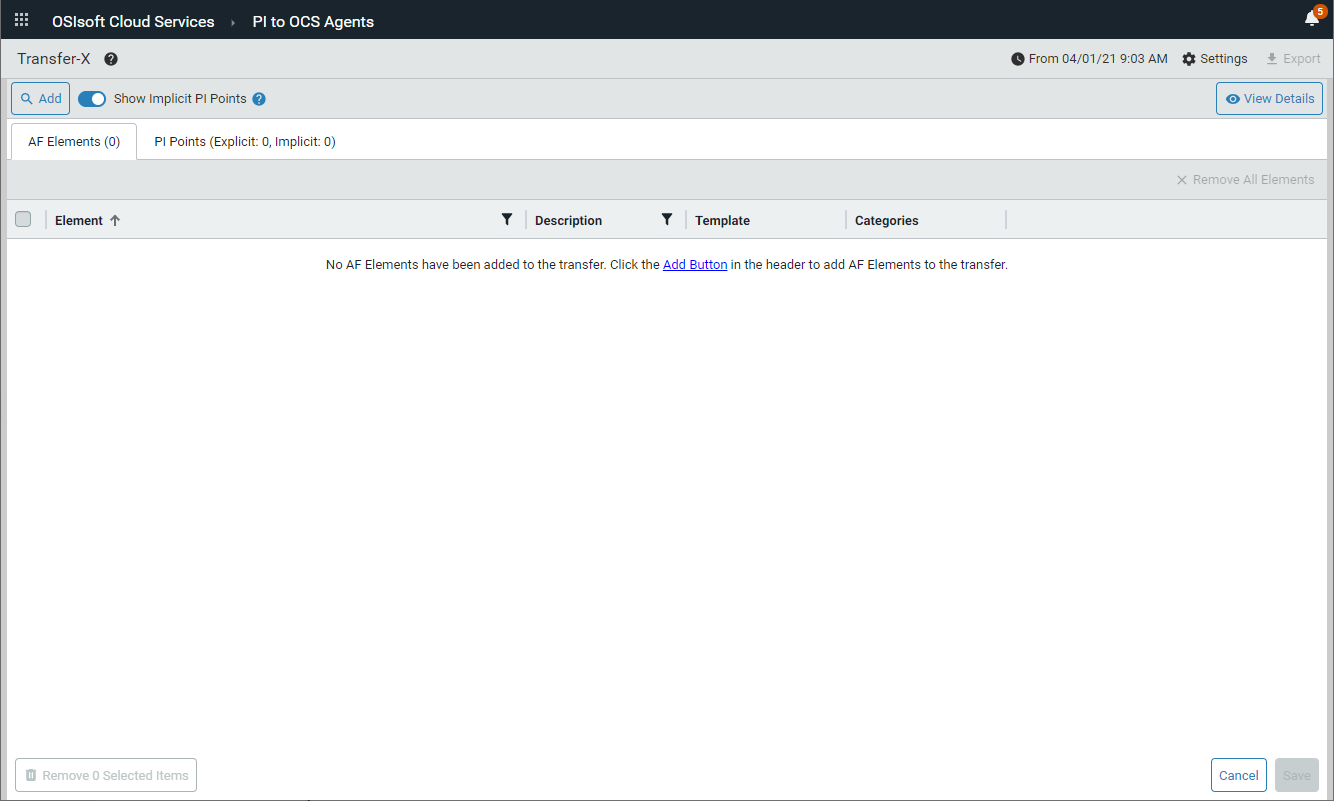 OSIsoft Cloud Services › PI to OCS Agents 5
Transfer-X ? From 04/01/21 9:03 AM Settings Export
Add Show Implicit PI Points ? View Details
AF Elements (0) PI Points (Explicit: 0, Implicit: 0)
Remove All Elements
Element Description Template Categories
No AF Elements have been added to the transfer. Click the Add Button in the header to add AF Elements to the transfer.
Remove 0 Selected Items Cancel Save